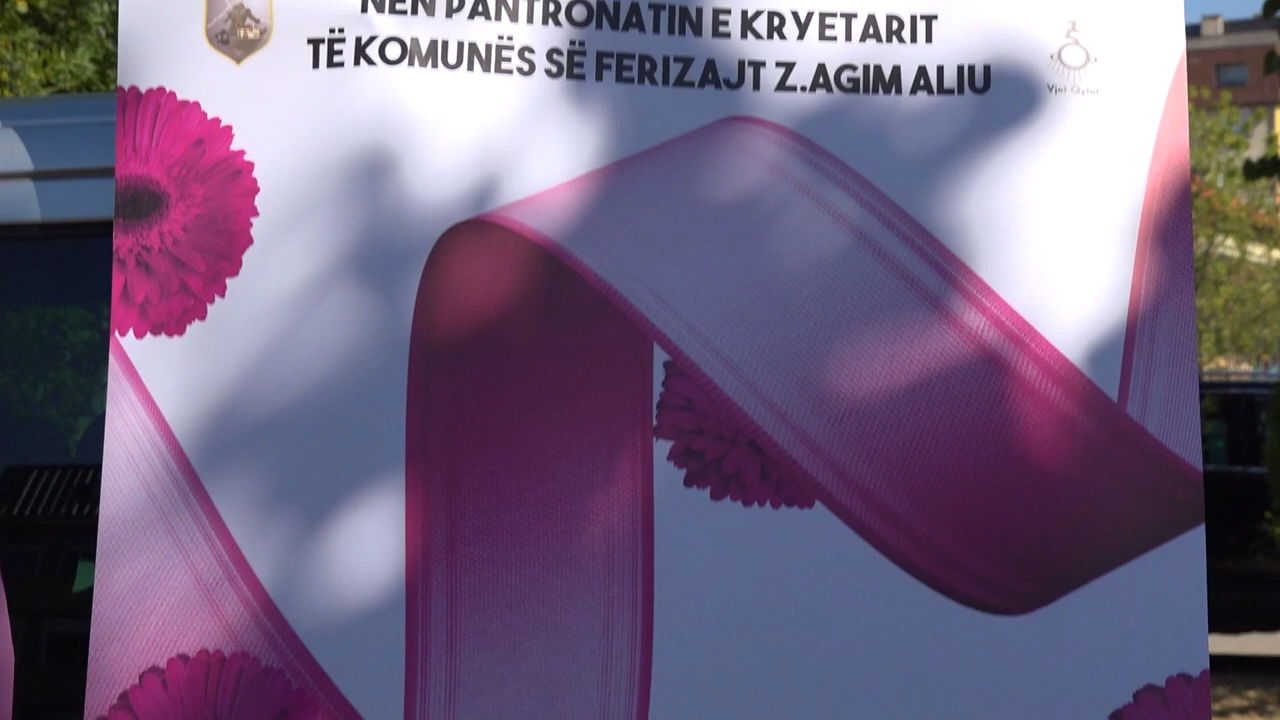 NËN PANTRONATIN E KRYETARIT
TË KOMUNËS SË FERIZAJT Z.AGIM ALIU